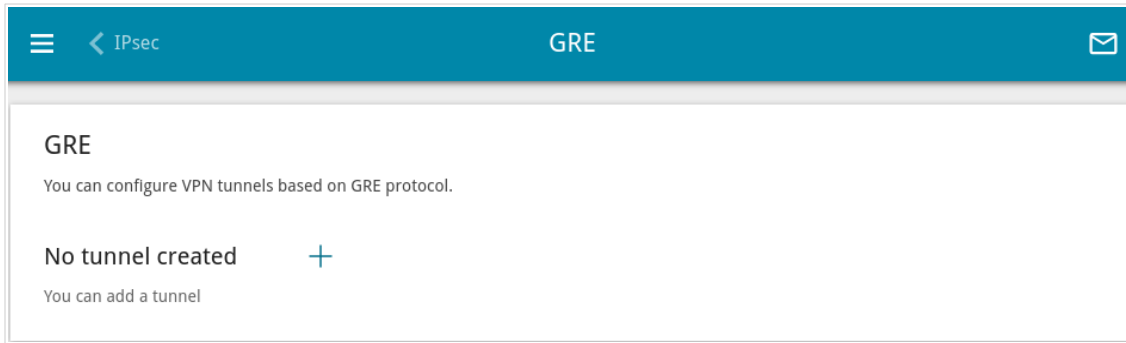 IPsec
GRE
GRE
You can configure VPN tunnels based on GRE protocol.
No tunnel created
You can add a tunnel